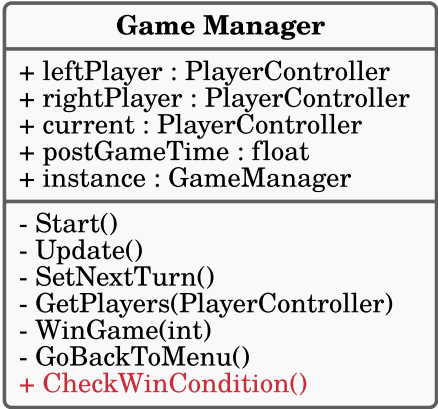 Game Manager
+ leftPlayer : PlayerController
+ rightPlayer : PlayerController
+ current : PlayerController
+ postGameTime : float
+ instance : GameManager
- Start()
- Update()
- SetNextTurn()
- GetPlayers(PlayerController)
- WinGame(int)
- GoBackToMenu()
+ CheckWinCondition()